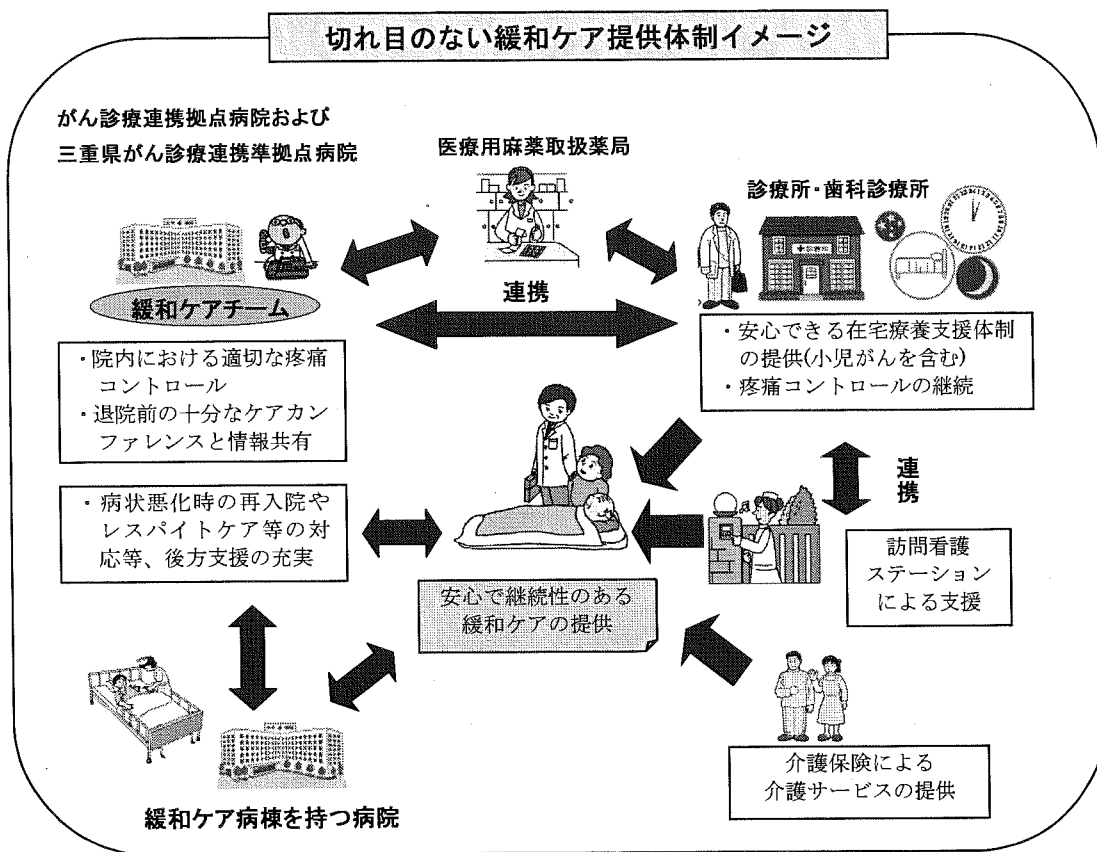 切れ目のない緩和ケア提供体制イメージ
がん診療連携拠点病院および
三重県がん診療連携準拠点病院
医療用麻薬取扱薬局
診療所・歯科診療所
緩和ケアチーム
連携
・院内における適切な疼痛
コントロール
・退院前の十分なケアカン
ファレンスと情報共有
・安心できる在宅療養支援体制
の提供(小児がんを含む)
・疼痛コントロールの継続
・病状悪化時の再入院や
レスパイトケア等の対
応等、後方支援の充実
連携
訪問看護
ステーション
による支援
安心で継続性のある
緩和ケアの提供
介護保険による
介護サービスの提供
緩和ケア病棟を持つ病院